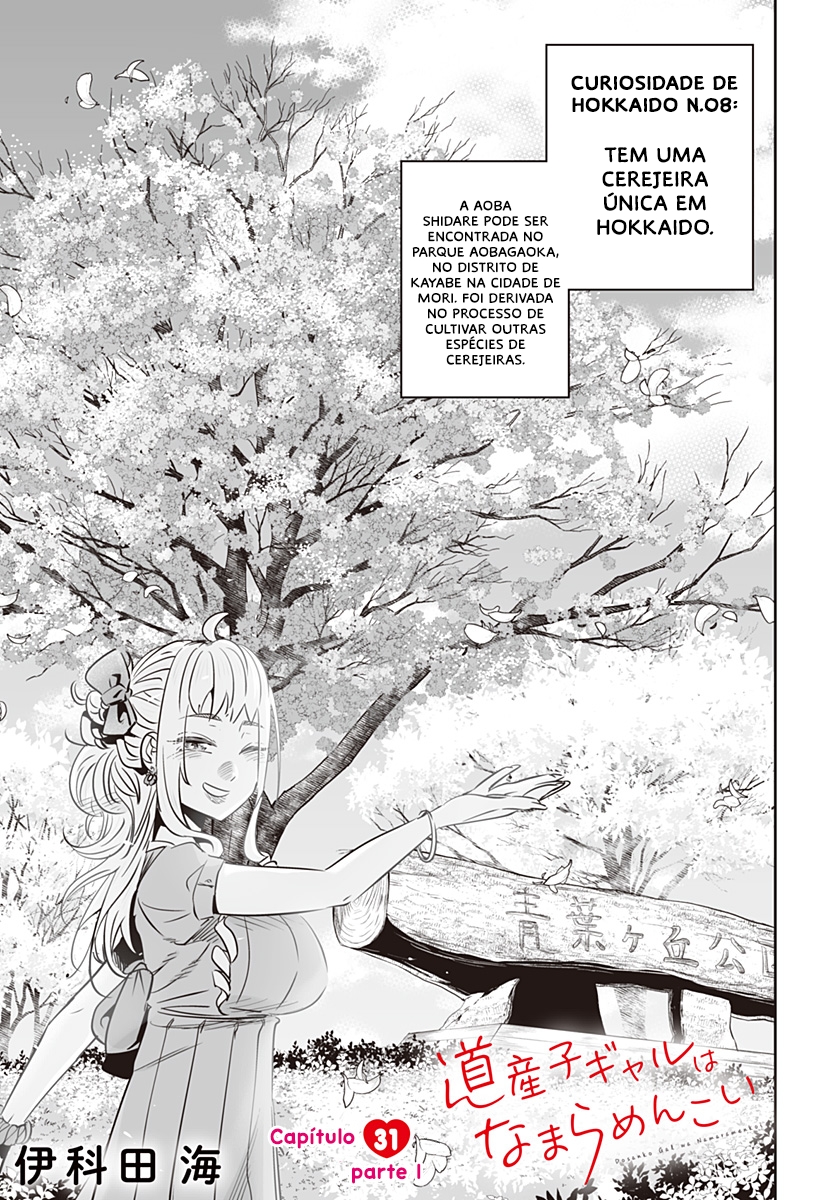 CURIOSIDADE DE
HOKKAIDO N.08:
TEM UMA
CEREJEIRA
ÚNICA EM
HOKKAIDO.
A AOBA
SHIDARE PODE SER
ENCONTRADA NO
PARQUE AOBAGAOKA,
NO DISTRITO DE
KAYABE NA CIDADE DE
MORI. FOI DERIVADA
NO PROCESSO DE
CULTIVAR OUTRAS
ESPÉCIES DE
CEREJEIRAS.
青葉ヶ丘公
道産子ギャルは
なまらめんこい
Capítulo 31
parte 1
伊科田 海